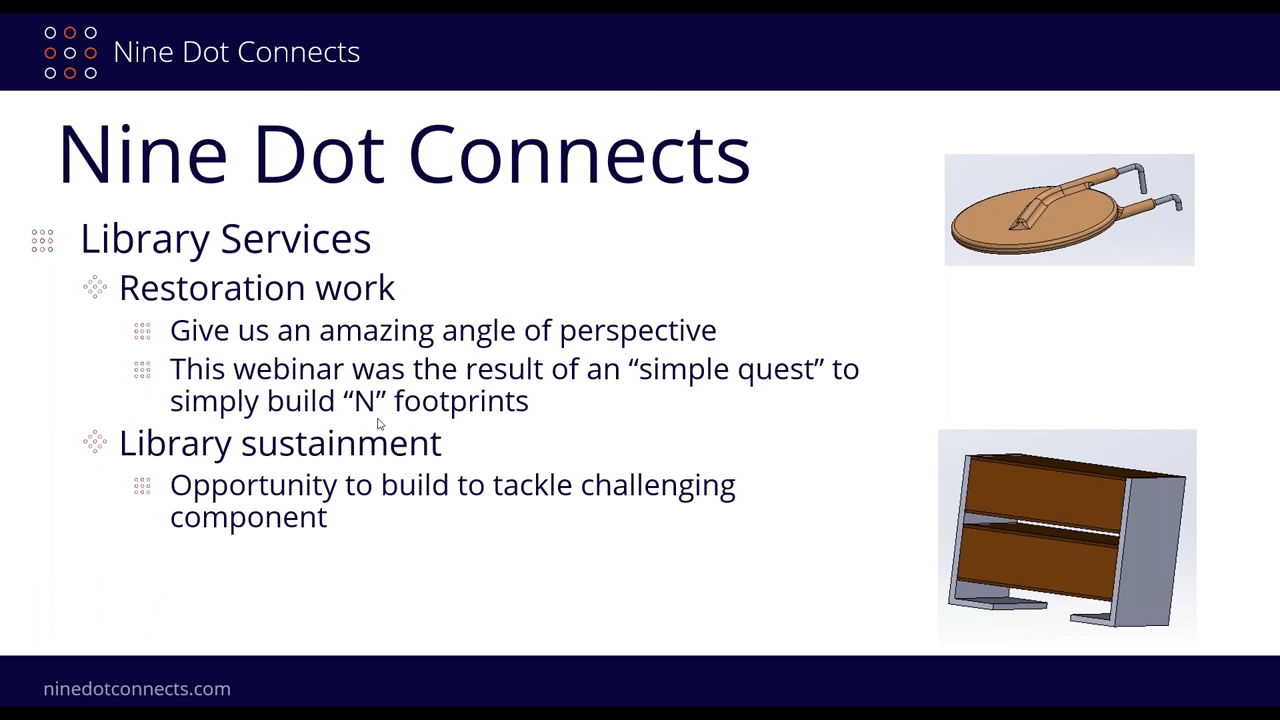 Nine Dot Connects
Nine Dot Connects
Library Services
Restoration work
Give us an amazing angle of perspective
This webinar was the result of an “simple quest” to
simply build “N” footprints
Library sustainment
Opportunity to build to tackle challenging
component
ninedotconnects.com